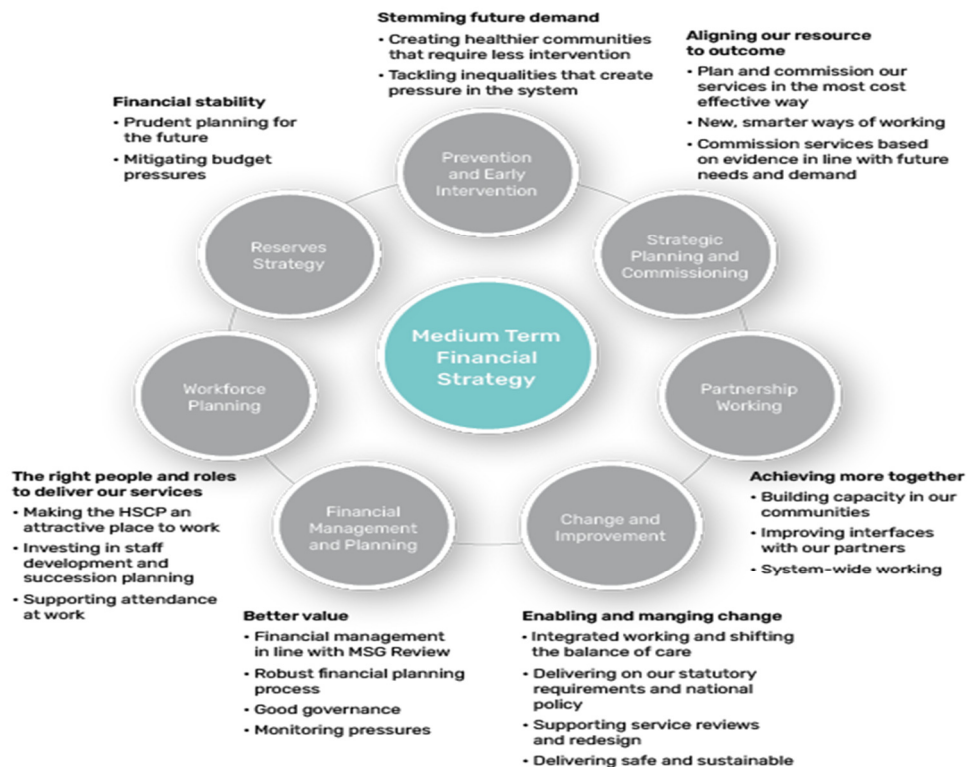 Stemming future demand
• Creating healthier communities
that require less intervention
• Tackling inequalities that create
pressure in the system
Aligning our resource
to outcome
• Plan and commission our
services in the most cost
effective way
• New, smarter ways of working
• Commission services based
on evidence in line with future
needs and demand
Financial stability
• Prudent planning for
the future
• Mitigating budget
pressures
Prevention
and Early
Intervention
Reserves
Strategy
Strategic
Planning and
Commissioning
Medium Term
Financial
Strategy
Workforce
Planning
Partnership
Working
The right people and roles
to deliver our services
• Making the HSCP an
attractive place to work
• Investing in staff
development and
succession planning
• Supporting attendance
at work
Financial
Management
and Planning
Change and
Improvement
Achieving more together
• Building capacity in our
communities
• Improving interfaces
with our partners
• System-wide working
Better value
• Financial management
in line with MSG Review
• Robust financial planning
process
• Good governance
• Monitoring pressures
Enabling and manging change
• Integrated working and shifting
the balance of care
• Delivering on our statutory
requirements and national
policy
• Supporting service reviews
and redesign
• Delivering safe and sustainable